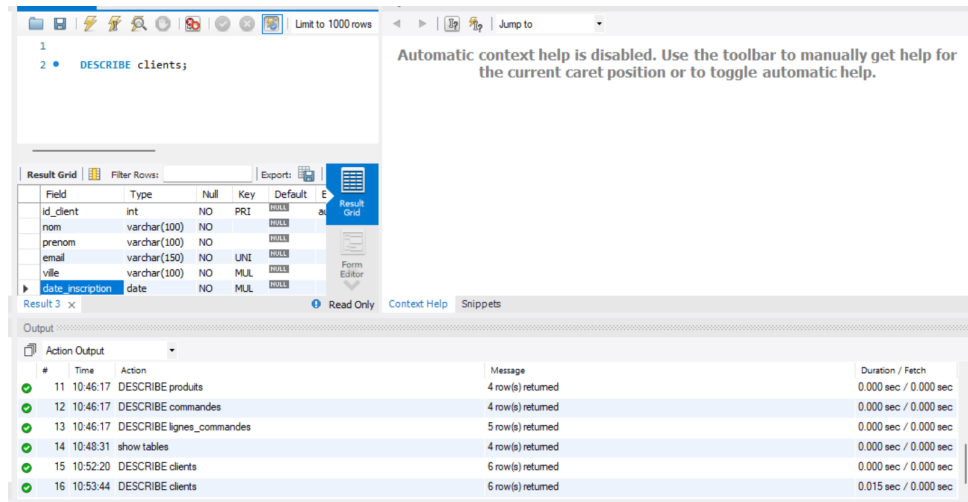 Limit to 1000 rows
Jump to
1
2 DESCRIBE clients;
Automatic context help is disabled. Use the toolbar to manually get help for
the current caret position or to toggle automatic help.
Result Grid Filter Rows: Export:
Field Type Null Key Default E
id_client int NO PRI NULL au
nom varchar(100) NO NULL
prenom varchar(100) NO NULL
email varchar(150) NO UNI NULL
ville varchar(100) NO MUL NULL
date_inscription date NO MUL NULL
Result
Grid
Form
Editor
Result 3 Read Only
Context Help Snippets
Output
Action Output
# Time Action Message Duration / Fetch
11 10:46:17 DESCRIBE produits 4 row(s) returned 0.000 sec / 0.000 sec
12 10:46:17 DESCRIBE commandes 4 row(s) returned 0.000 sec / 0.000 sec
13 10:46:17 DESCRIBE lignes_commandes 5 row(s) returned 0.000 sec / 0.000 sec
14 10:48:31 show tables 4 row(s) returned 0.000 sec / 0.000 sec
15 10:52:20 DESCRIBE clients 6 row(s) returned 0.000 sec / 0.000 sec
16 10:53:44 DESCRIBE clients 6 row(s) returned 0.015 sec / 0.000 sec